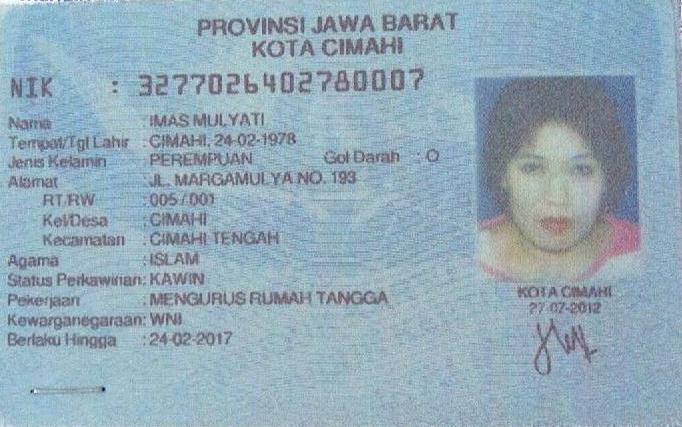 PROVINSI JAWA BARAT
KOTA CIMAHI
NIK : 3277026402780007
Nama : IMAS MULYATI
Tempat/Tgl Lahir : CIMAHI, 24-02-1978
Jenis Kelamin : PEREMPUAN Gol Darah : O
Alamat : JL. MARGAMULYA NO. 193
RT/RW : 005/001
Kel/Desa : CIMAHI
Kecamatan : CIMAHI TENGAH
Agama : ISLAM
Status Perkawinan: KAWIN
Pekerjaan : MENGURUS RUMAH TANGGA
Kewarganegaraan: WNI
Berlaku Hingga : 24-02-2017
KOTA CIMAHI
27-07-2012